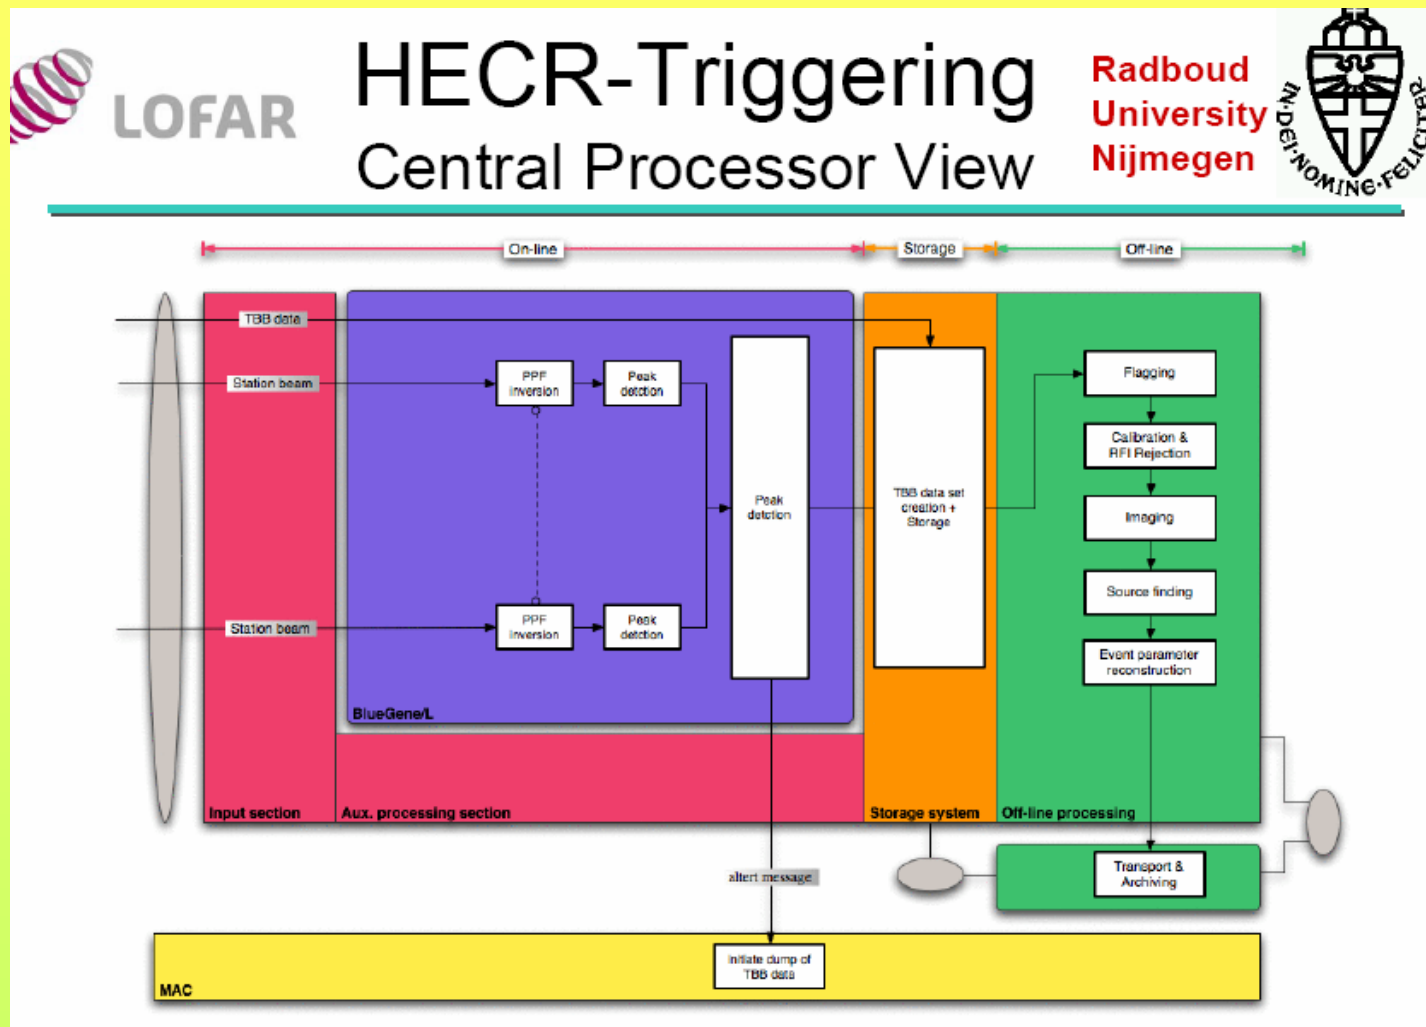 LOFAR
HECR-Triggering
Central Processor View
Radboud
University
Nijmegen
IN·DEI·NOMINE·FELICITER
On-line
Storage
Off-line
TBB data
Station beam
PPF
inversion
Peak
detction
Peak
detction
TBB data set
creation +
Storage
Flagging
Calibration &
RFI Rejection
Imaging
Source finding
Event parameter
reconstruction
Station beam
PPF
inversion
Peak
detction
BlueGene/L
Input section
Aux. processing section
Storage system
Off-line processing
Transport &
Archiving
altert message
Initiate dump of
TBB data
MAC